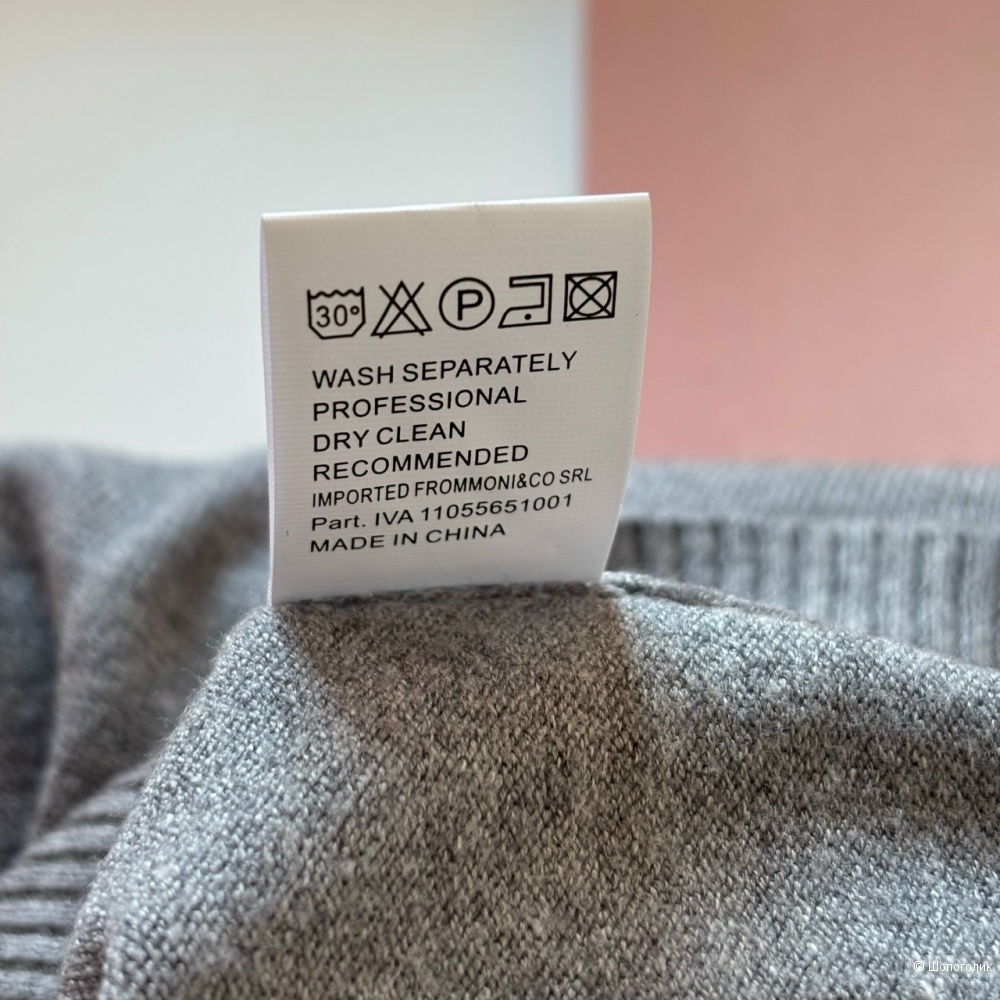 30°
P
WASH SEPARATELY
PROFESSIONAL
DRY CLEAN
RECOMMENDED
IMPORTED FROMMONI&CO SRL
Part. IVA 11055651001
MADE IN CHINA
© Шопоголик